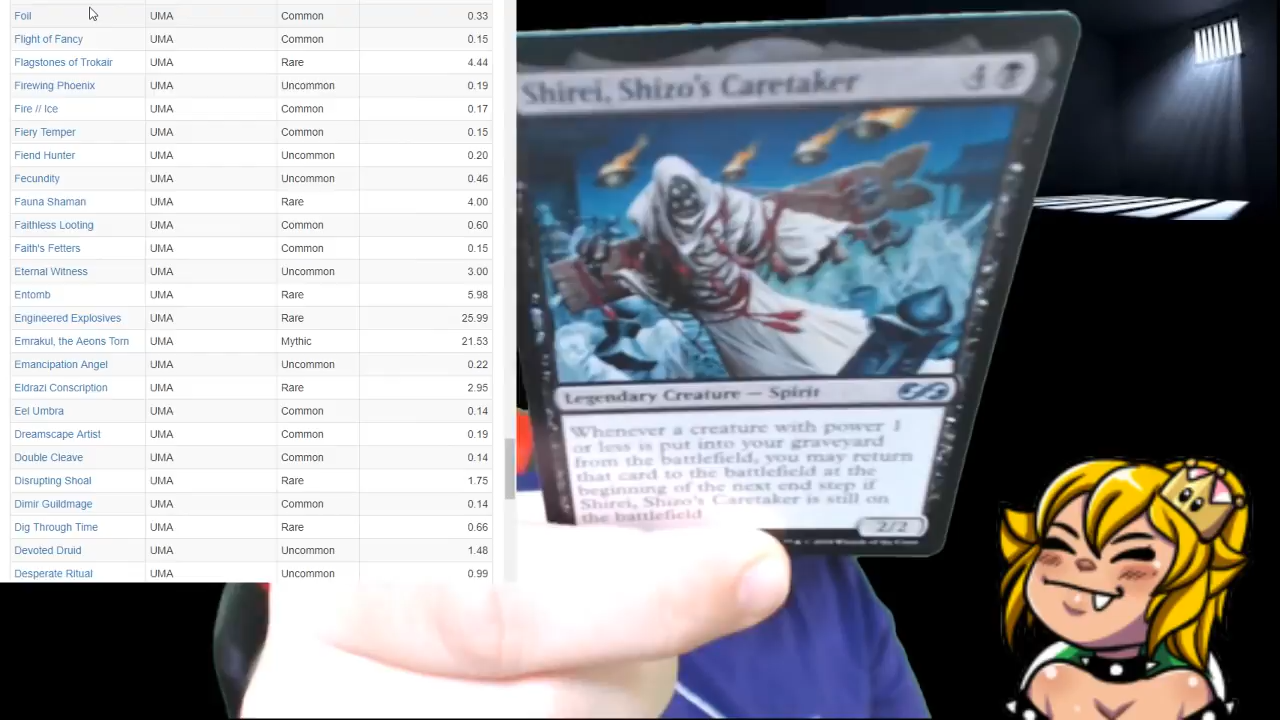 Foil UMA Common 0.33
Flight of Fancy UMA Common 0.15
Flagstones of Trokair UMA Rare 4.44
Firewing Phoenix UMA Uncommon 0.19
Fire // Ice UMA Common 0.17
Fiery Temper UMA Common 0.15
Fiend Hunter UMA Uncommon 0.20
Fecundity UMA Uncommon 0.46
Fauna Shaman UMA Rare 4.00
Faithless Looting UMA Common 0.60
Faith's Fetters UMA Common 0.15
Eternal Witness UMA Uncommon 3.00
Entomb UMA Rare 5.98
Engineered Explosives UMA Rare 25.99
Emrakul, the Aeons Torn UMA Mythic 21.53
Emancipation Angel UMA Uncommon 0.22
Eldrazi Conscription UMA Rare 2.95
Eel Umbra UMA Common 0.14
Dreamscape Artist UMA Common 0.19
Double Cleave UMA Common 0.14
Disrupting Shoal UMA Rare 1.75
Dimir Guildmage UMA Common 0.14
Dig Through Time UMA Rare 0.66
Devoted Druid UMA Uncommon 1.48
Desperate Ritual UMA Uncommon 0.99
Shirei, Shizo's Caretaker 4
Legendary Creature — Spirit
Whenever a creature with power 1
or less is put into your graveyard
from the battlefield, you may return
that card to the battlefield at the
beginning of the next end step if
Shirei, Shizo's Caretaker is still on
the battlefield
2/2